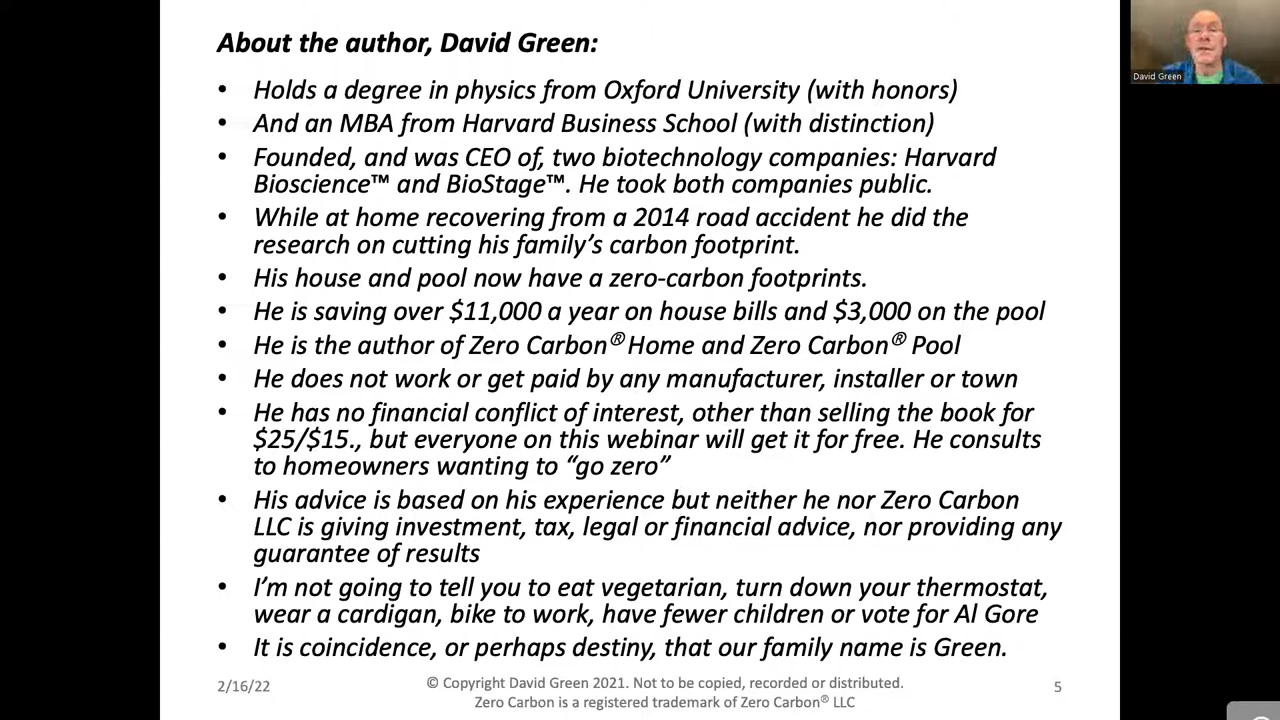 About the author, David Green:
• Holds a degree in physics from Oxford University (with honors)
• And an MBA from Harvard Business School (with distinction)
• Founded, and was CEO of, two biotechnology companies: Harvard
Bioscience™ and BioStage™. He took both companies public.
• While at home recovering from a 2014 road accident he did the
research on cutting his family’s carbon footprint.
• His house and pool now have a zero-carbon footprints.
• He is saving over $11,000 a year on house bills and $3,000 on the pool
• He is the author of Zero Carbon® Home and Zero Carbon® Pool
• He does not work or get paid by any manufacturer, installer or town
• He has no financial conflict of interest, other than selling the book for
$25/$15., but everyone on this webinar will get it for free. He consults
to homeowners wanting to “go zero”
• His advice is based on his experience but neither he nor Zero Carbon
LLC is giving investment, tax, legal or financial advice, nor providing any
guarantee of results
• I’m not going to tell you to eat vegetarian, turn down your thermostat,
wear a cardigan, bike to work, have fewer children or vote for Al Gore
• It is coincidence, or perhaps destiny, that our family name is Green.
2/16/22
© Copyright David Green 2021. Not to be copied, recorded or distributed.
Zero Carbon is a registered trademark of Zero Carbon® LLC
5
David Green